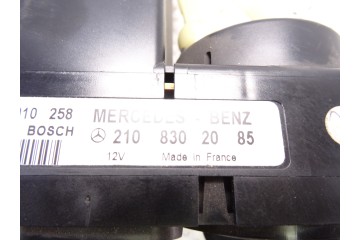 010 258 MERCEDES - BENZ
BOSCH 210 830 20 85
12V Made in France